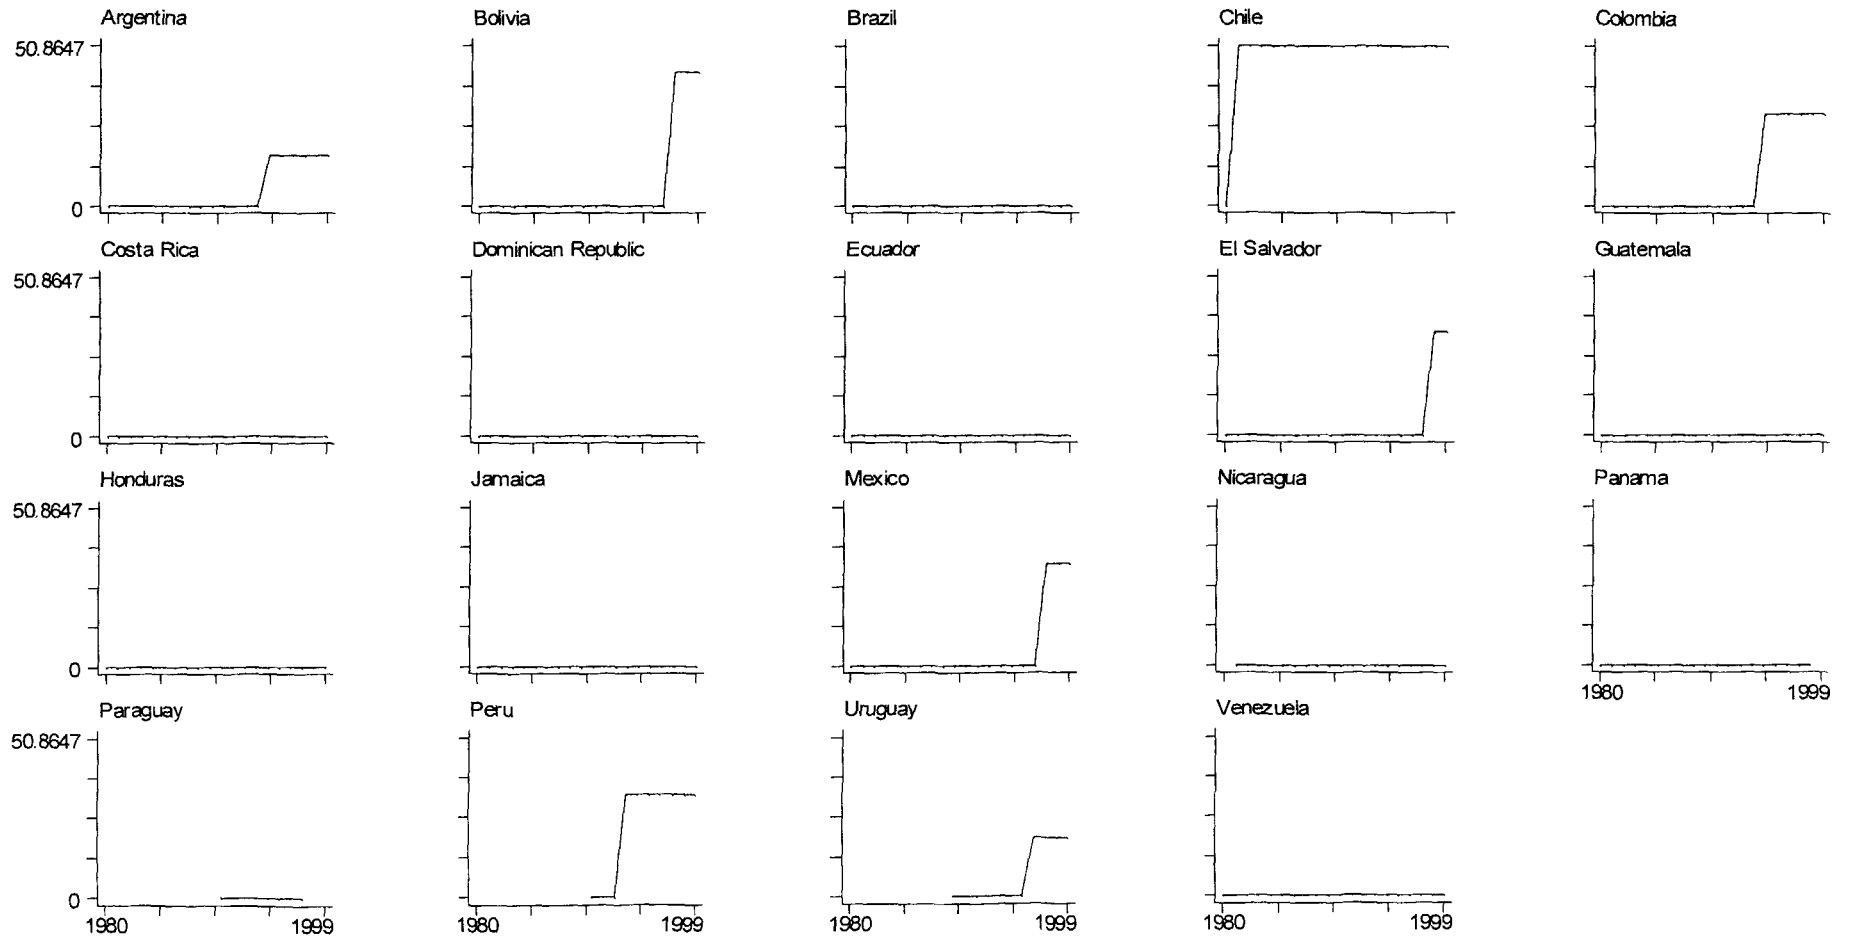 Argentina Bolivia Brazil Chile Colombia
50.8647
0
Costa Rica Dominican Republic Ecuador El Salvador Guatemala
50.8647
0
Honduras Jamaica Mexico Nicaragua Panama
50.8647
0
1980 1999
Paraguay Peru Uruguay Venezuela
50.8647
0
1980 1999 1980 1999 1980 1999 1980 1999